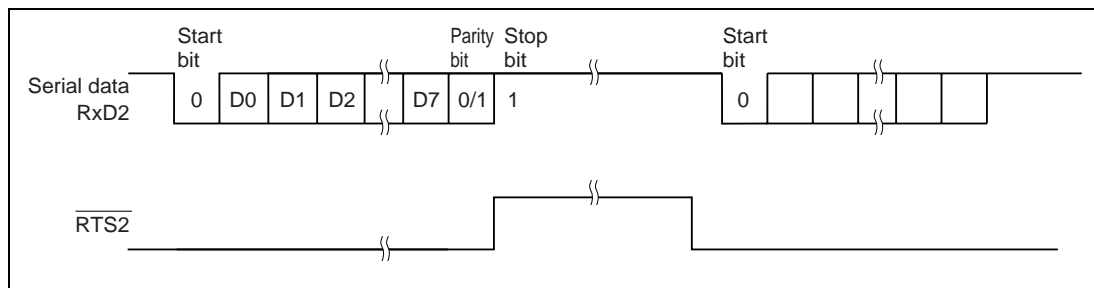 Start bit
Parity bit
Stop bit
Start bit
Serial data
RxD2
0 D0 D1 D2 D7 0/1 1 0
RTS2